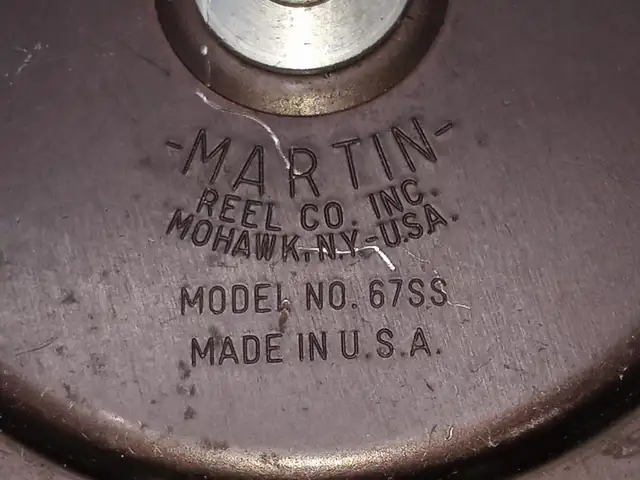 -MARTIN-
REEL CO. INC.
MOHAWK, N.Y.-U.S.A.
MODEL NO. 67SS
MADE IN U.S.A.